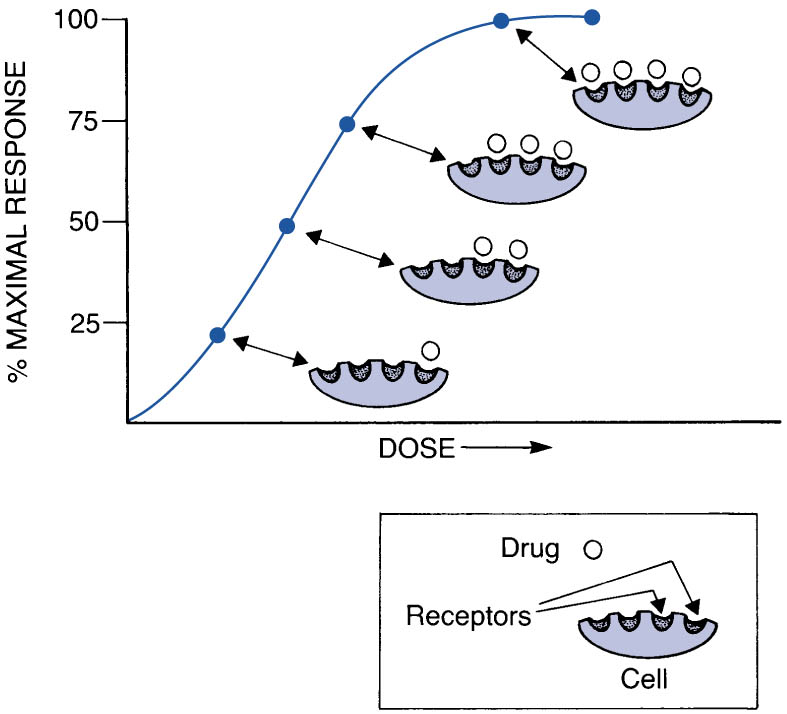 % MAXIMAL RESPONSE
100
75
50
25
DOSE
Drug
Receptors
Cell